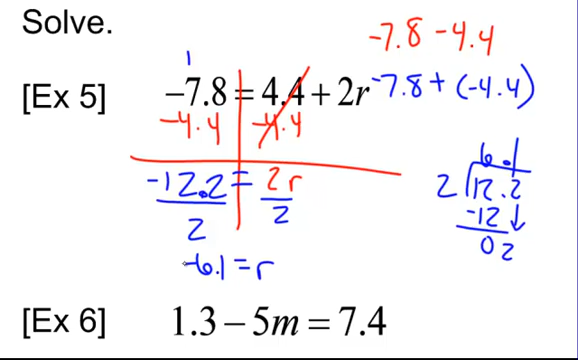 Solve.
-7.8 - 4.4
1
[Ex 5] −7.8 = 4.4 + 2r
-7.8 + (-4.4)
-4.4 -4.4
-12.2 = 2r
2 2
-6.1 = r
6.1
2 12.2
-12
02
[Ex 6] 1.3 − 5m = 7.4